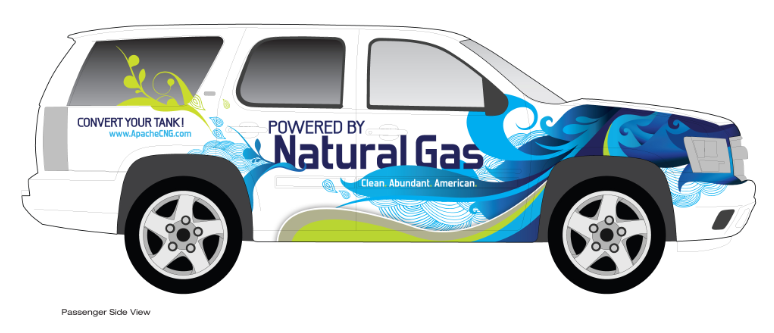 CONVERT YOUR TANK!
www.ApacheCNG.com
POWERED BY
Natural Gas
Clean. Abundant. American.
Passenger Side View